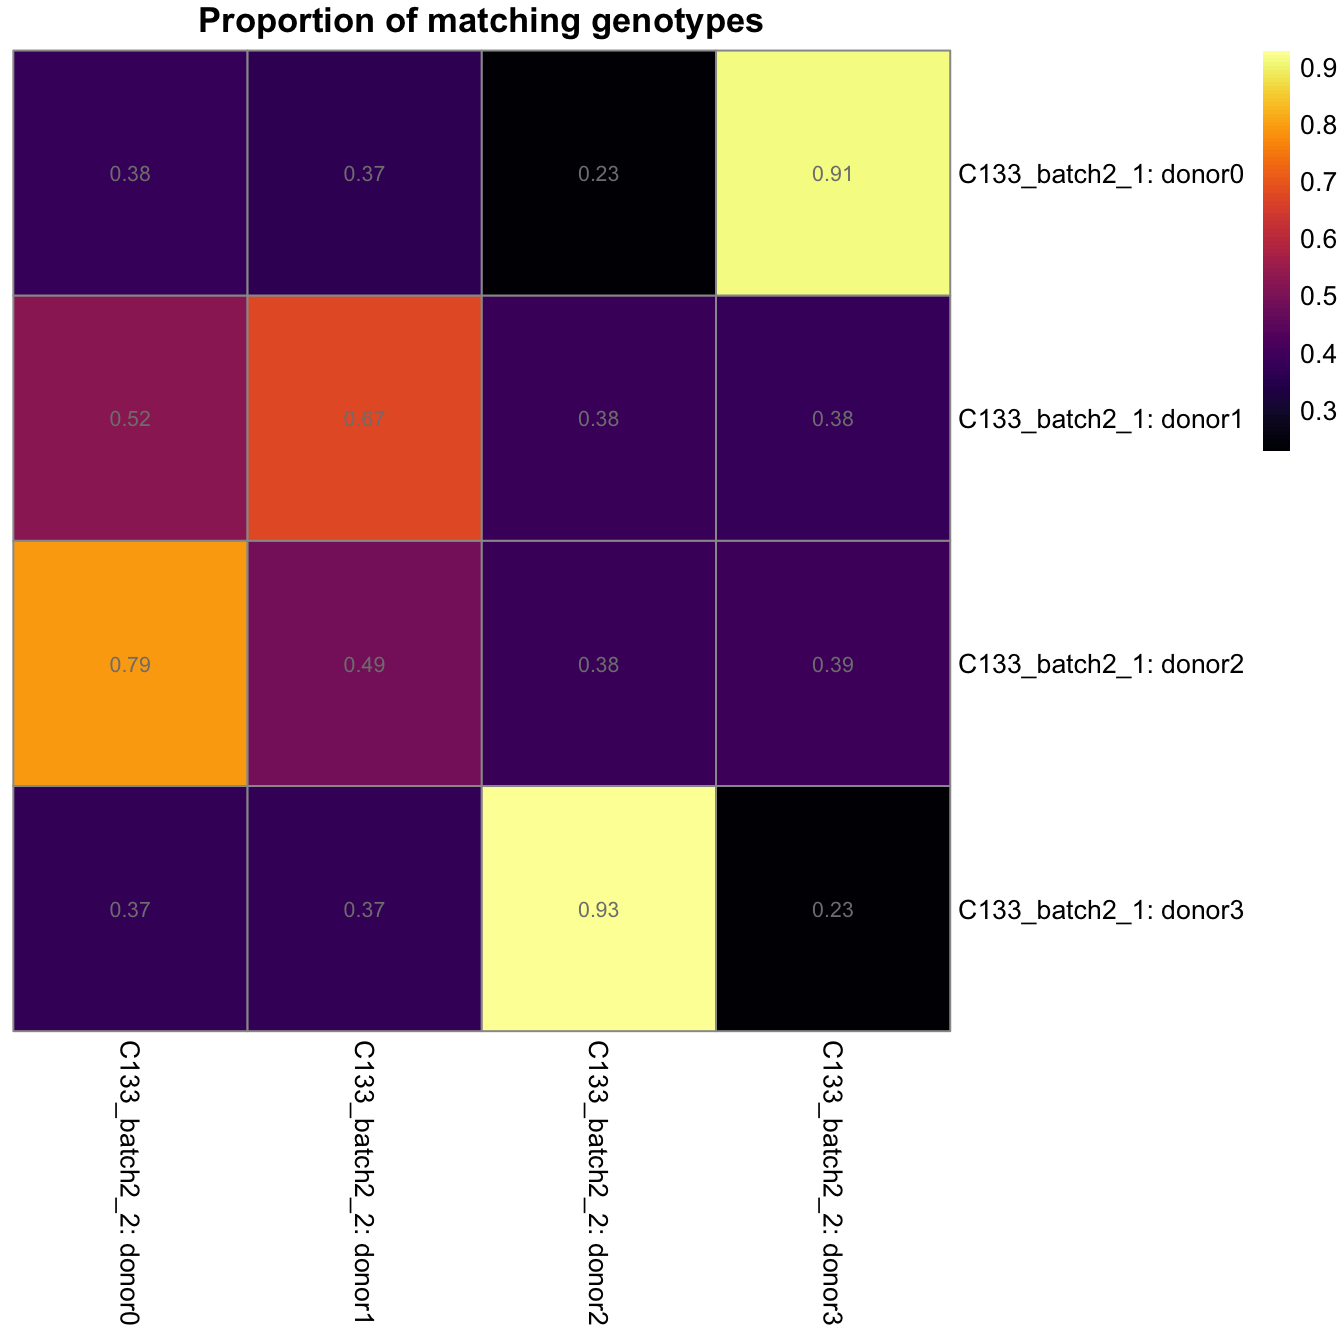 Proportion of matching genotypes
0.38 0.37 0.23 0.91 C133_batch2_1: donor0
0.52 0.67 0.38 0.38 C133_batch2_1: donor1
0.79 0.49 0.38 0.39 C133_batch2_1: donor2
0.37 0.37 0.93 0.23 C133_batch2_1: donor3
C133_batch2_2: donor0
C133_batch2_2: donor1
C133_batch2_2: donor2
C133_batch2_2: donor3
0.9
0.8
0.7
0.6
0.5
0.4
0.3